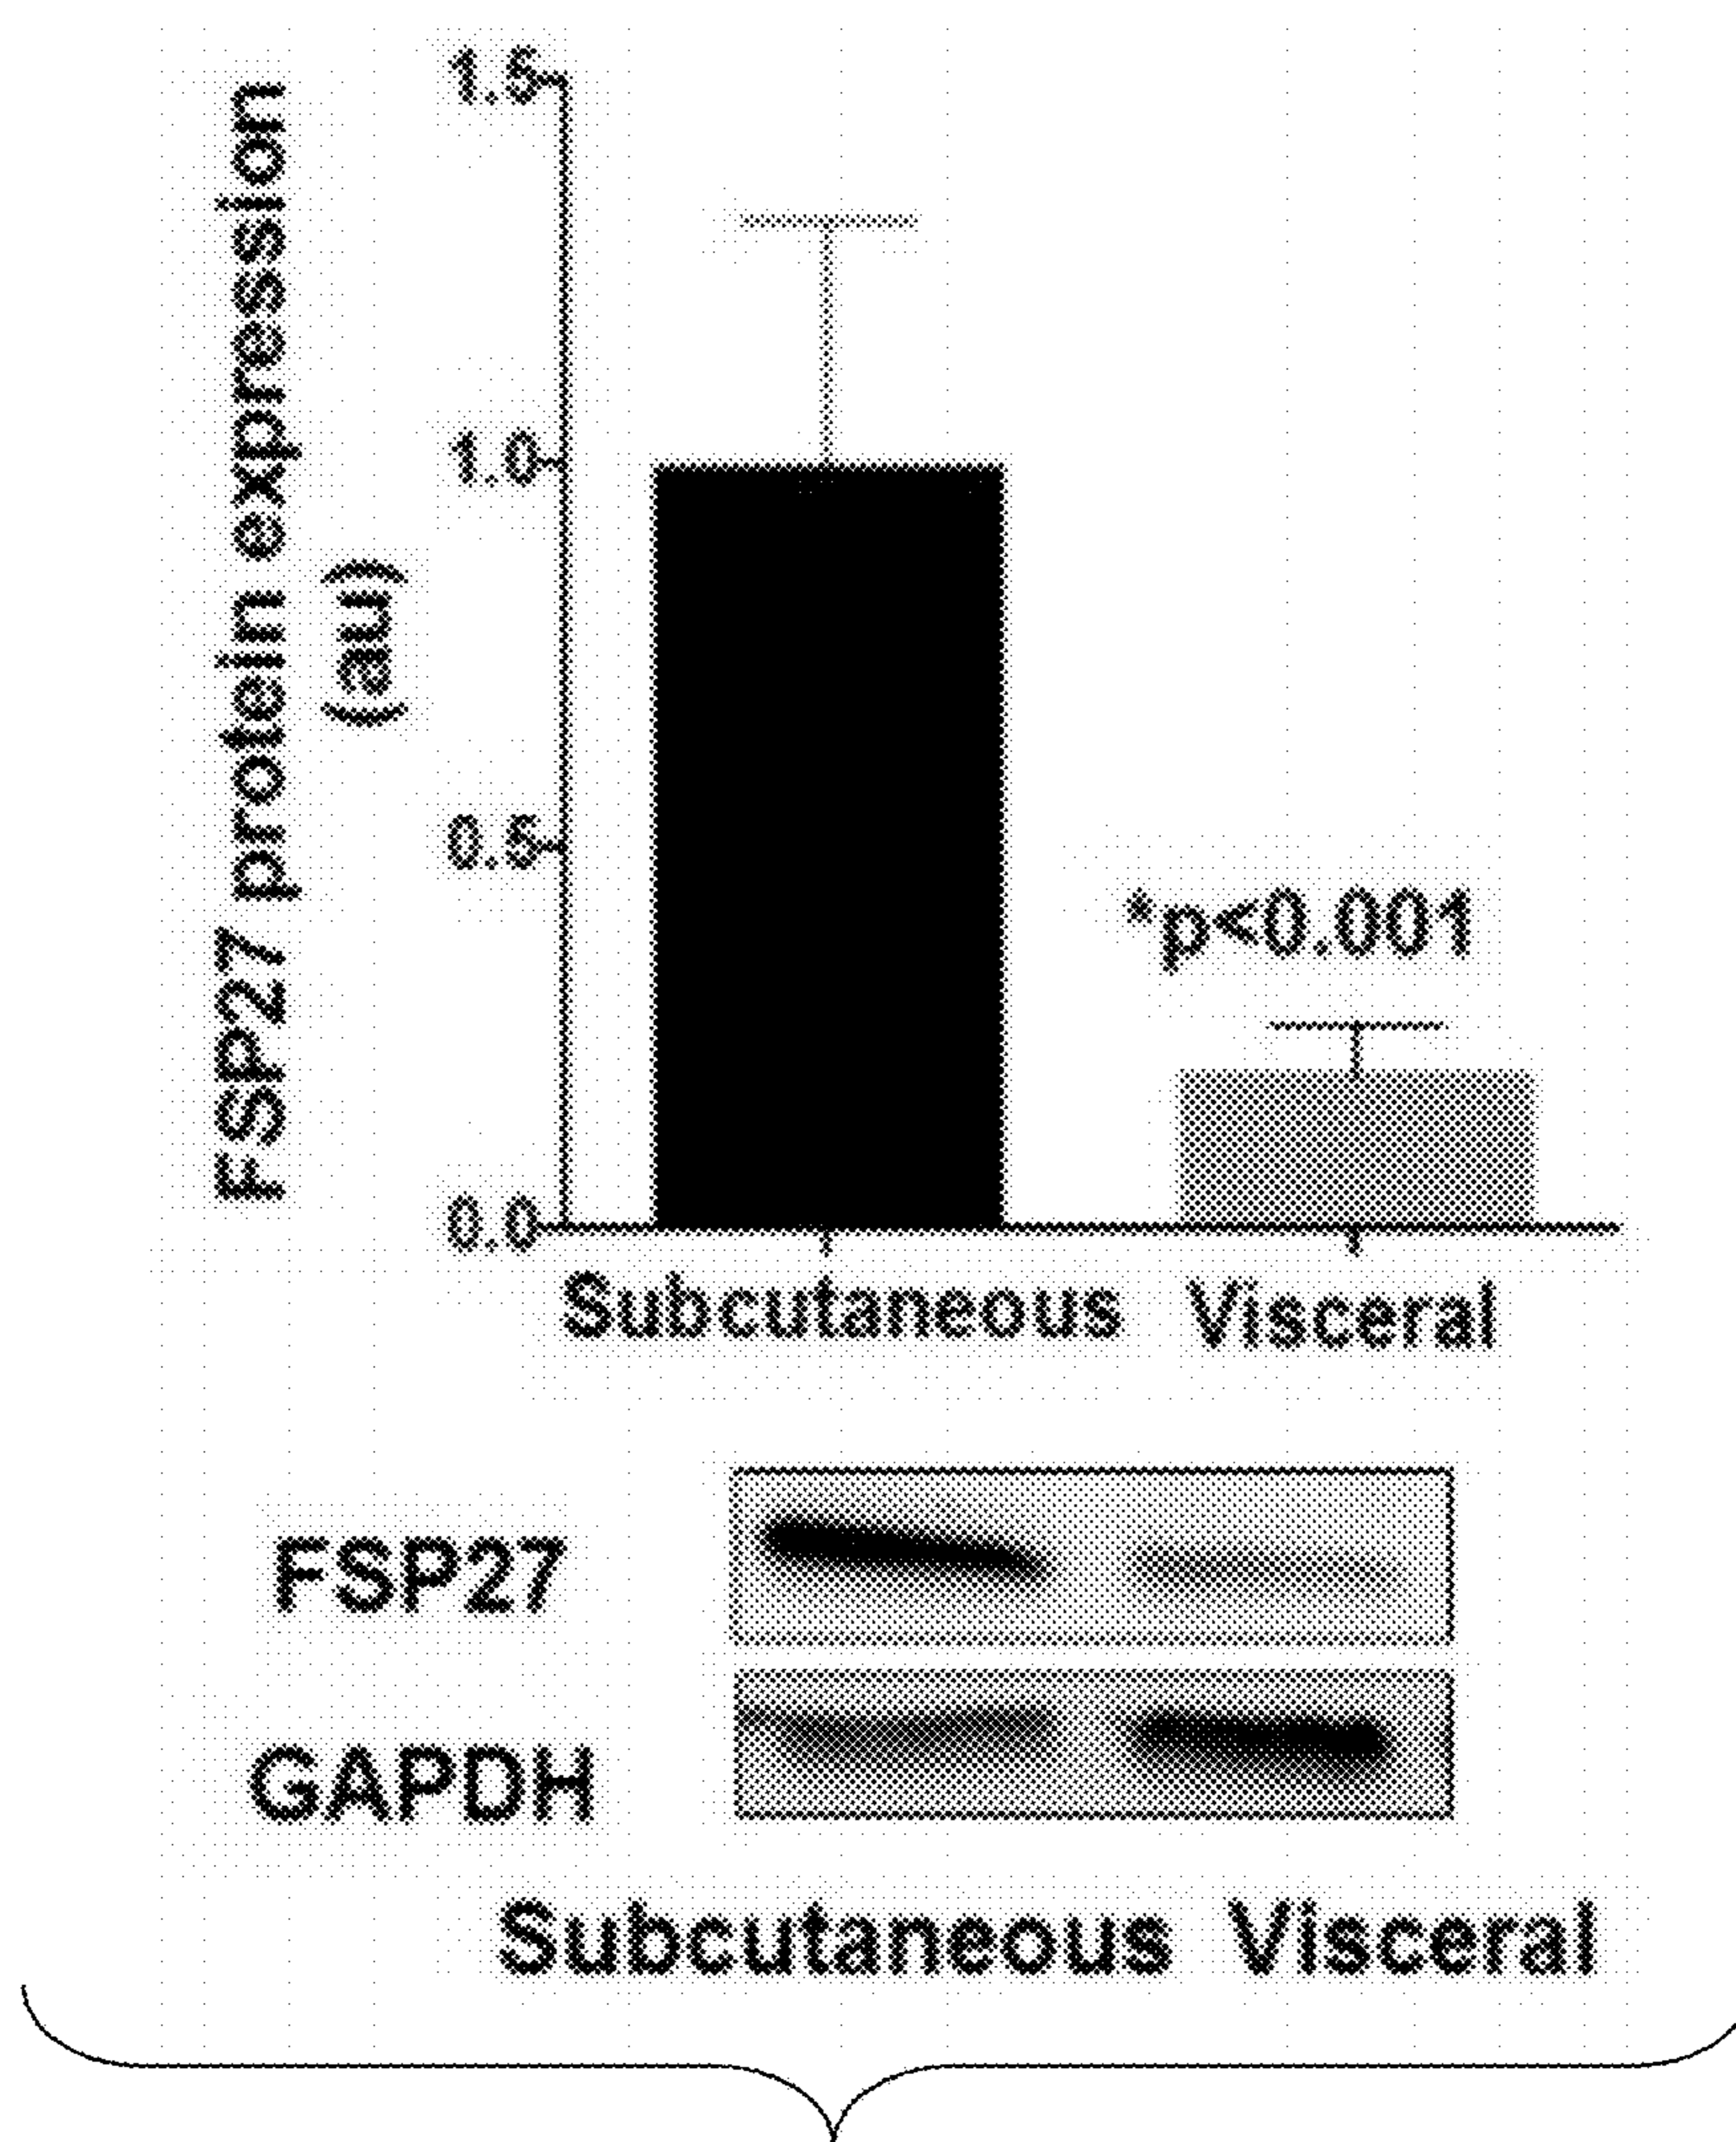 FSP27 protein expression
(au)
1.5
1.0
0.5
0.0
*p<0.001
Subcutaneous Visceral
FSP27
GAPDH
Subcutaneous Visceral